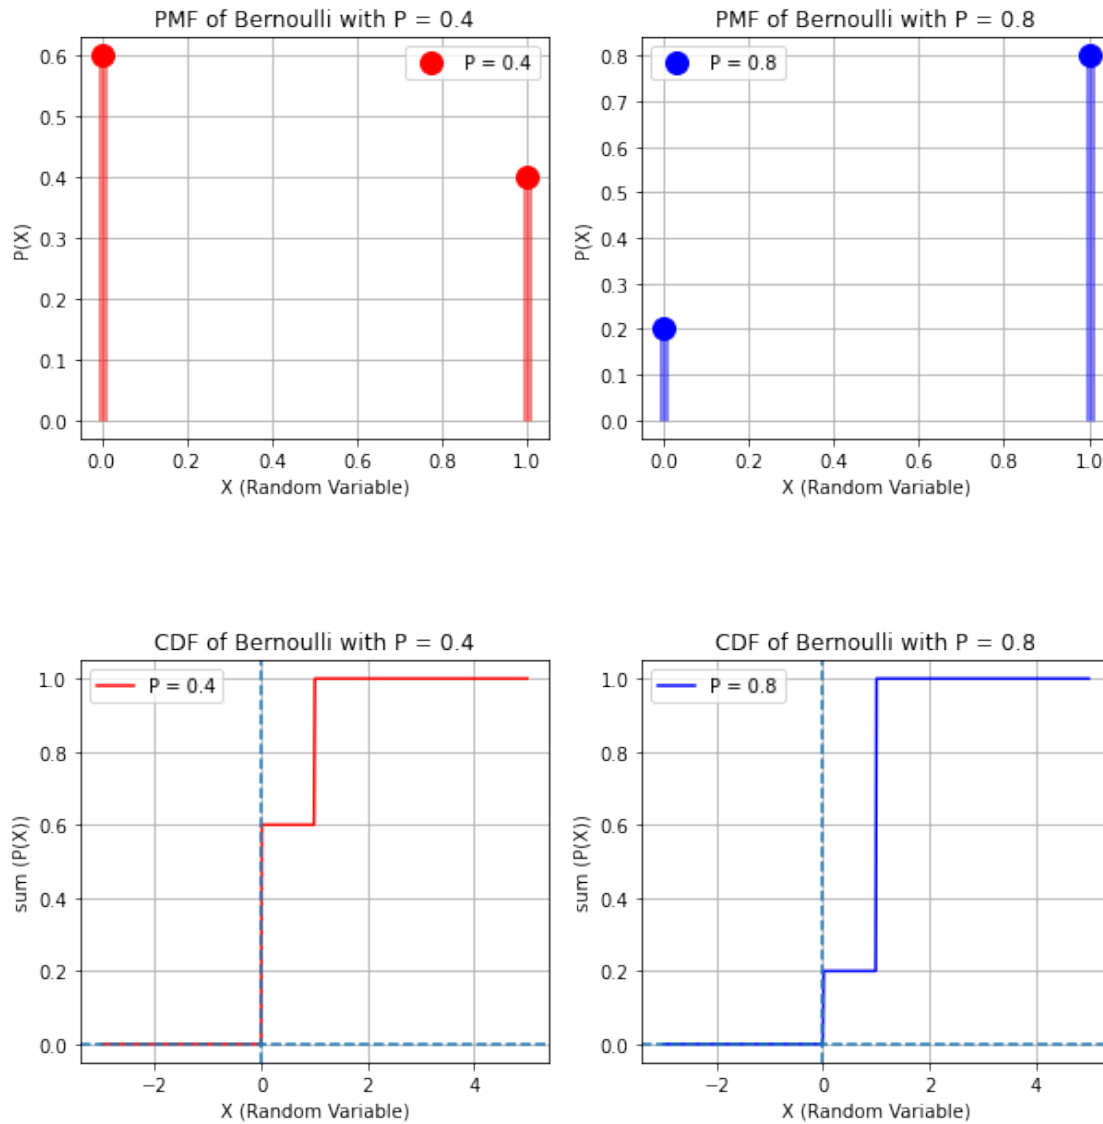 PMF of Bernoulli with P = 0.4
P = 0.4
0.6
0.5
0.4
0.3
0.2
0.1
0.0
P(X)
0.0 0.2 0.4 0.6 0.8 1.0
X (Random Variable)
PMF of Bernoulli with P = 0.8
P = 0.8
0.8
0.7
0.6
0.5
0.4
0.3
0.2
0.1
0.0
P(X)
0.0 0.2 0.4 0.6 0.8 1.0
X (Random Variable)
CDF of Bernoulli with P = 0.4
P = 0.4
1.0
0.8
0.6
0.4
0.2
0.0
sum (P(X))
−2 0 2 4
X (Random Variable)
CDF of Bernoulli with P = 0.8
P = 0.8
1.0
0.8
0.6
0.4
0.2
0.0
sum (P(X))
−2 0 2 4
X (Random Variable)